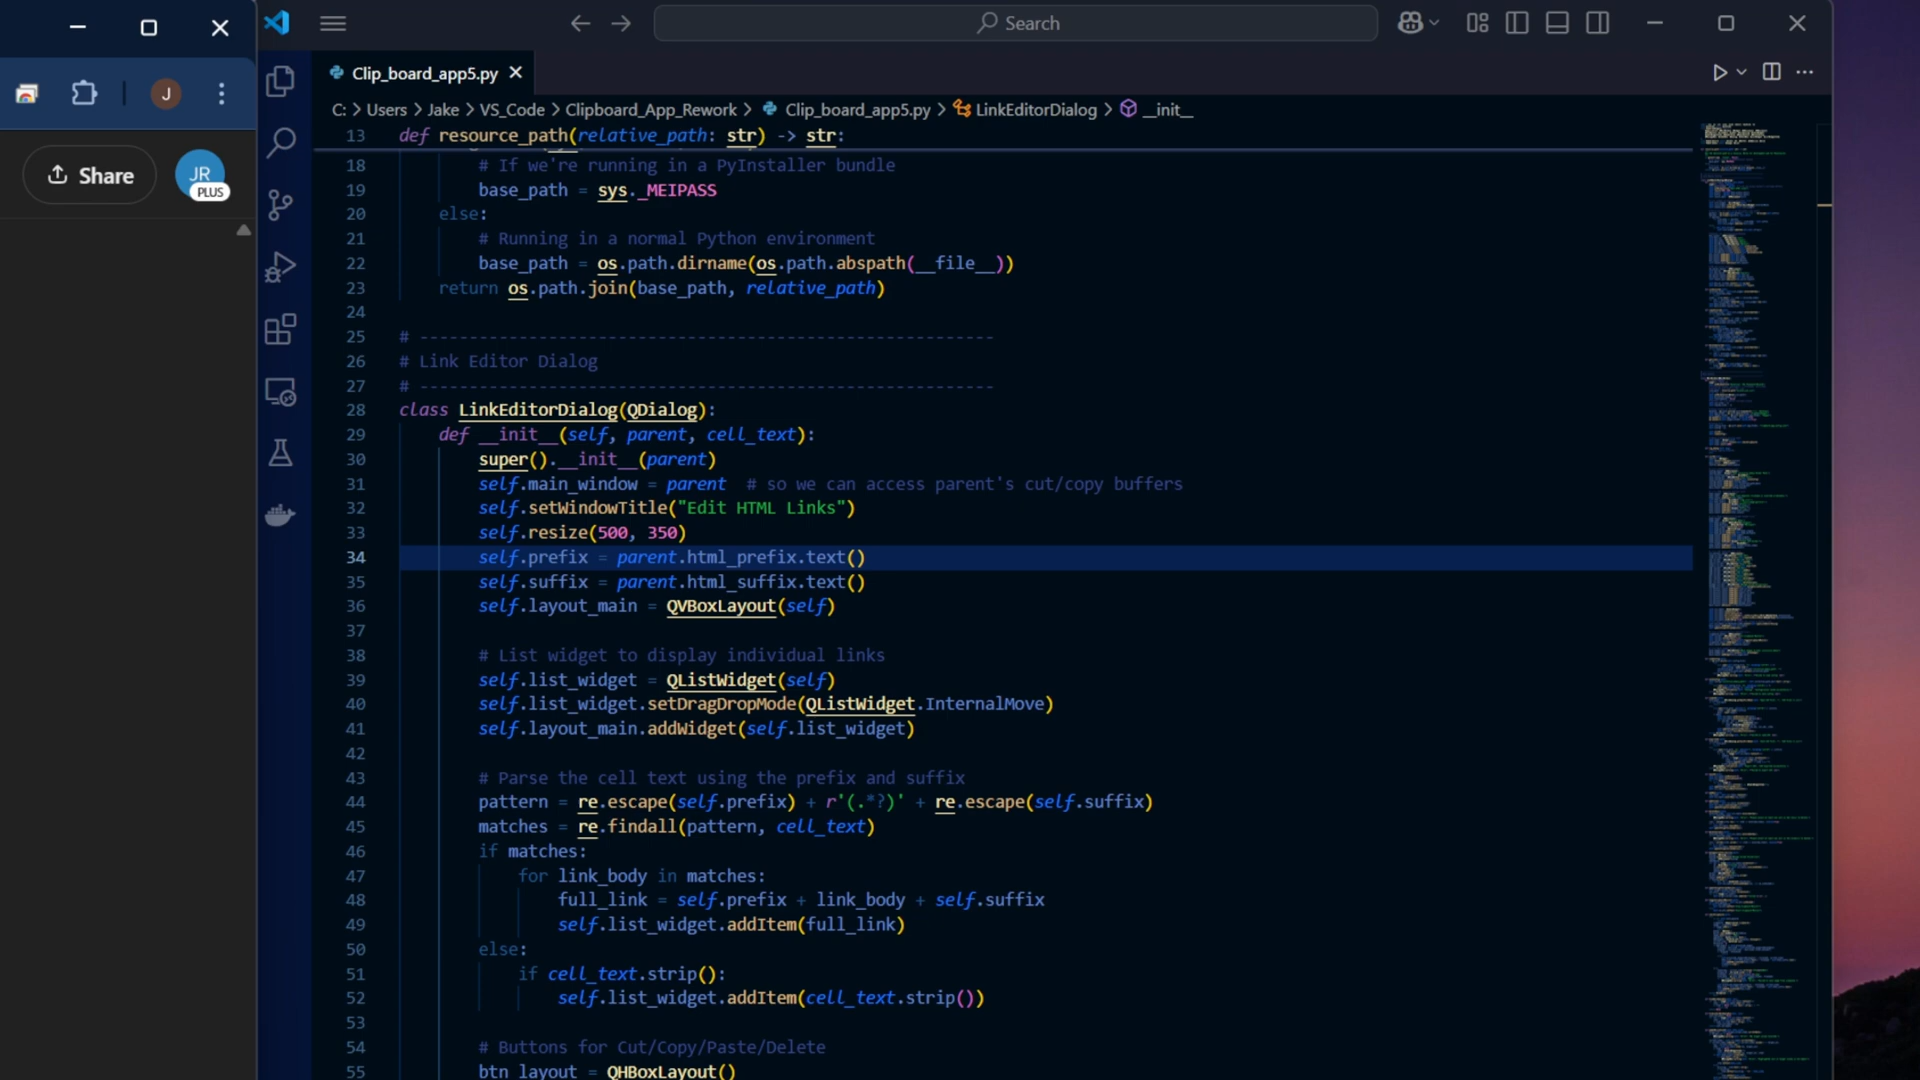 Search
J
Share
JR
PLUS
Clip_board_app5.py
C: > Users > Jake > VS_Code > Clipboard_App_Rework > Clip_board_app5.py > LinkEditorDialog > __init__
13 def resource_path(relative_path: str) -> str:
18 # If we're running in a PyInstaller bundle
19 base_path = sys._MEIPASS
20 else:
21 # Running in a normal Python environment
22 base_path = os.path.dirname(os.path.abspath(__file__))
23 return os.path.join(base_path, relative_path)
24
25 # ----------------------------------------------------------
26 # Link Editor Dialog
27 # ----------------------------------------------------------
28 class LinkEditorDialog(QDialog):
29 def __init__(self, parent, cell_text):
30 super().__init__(parent)
31 self.main_window = parent  # so we can access parent's cut/copy buffers
32 self.setWindowTitle("Edit HTML Links")
33 self.resize(500, 350)
34 self.prefix = parent.html_prefix.text()
35 self.suffix = parent.html_suffix.text()
36 self.layout_main = QVBoxLayout(self)
37
38 # List widget to display individual links
39 self.list_widget = QListWidget(self)
40 self.list_widget.setDragDropMode(QListWidget.InternalMove)
41 self.layout_main.addWidget(self.list_widget)
42
43 # Parse the cell text using the prefix and suffix
44 pattern = re.escape(self.prefix) + r'(.*?)' + re.escape(self.suffix)
45 matches = re.findall(pattern, cell_text)
46 if matches:
47 for link_body in matches:
48 full_link = self.prefix + link_body + self.suffix
49 self.list_widget.addItem(full_link)
50 else:
51 if cell_text.strip():
52 self.list_widget.addItem(cell_text.strip())
53
54 # Buttons for Cut/Copy/Paste/Delete
55 btn_layout = QHBoxLayout()